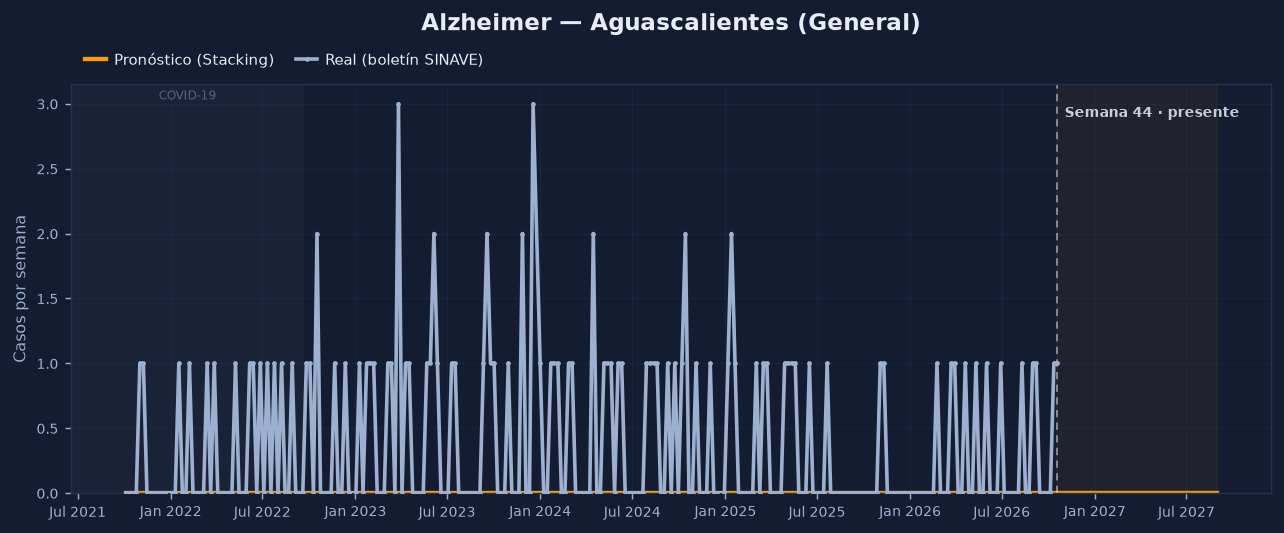 Alzheimer — Aguascalientes (General)
Pronóstico (Stacking)
Real (boletín SINAVE)
COVID-19
Semana 44 · presente
Casos por semana
3.0
2.5
2.0
1.5
1.0
0.5
0.0
Jul 2021
Jan 2022
Jul 2022
Jan 2023
Jul 2023
Jan 2024
Jul 2024
Jan 2025
Jul 2025
Jan 2026
Jul 2026
Jan 2027
Jul 2027